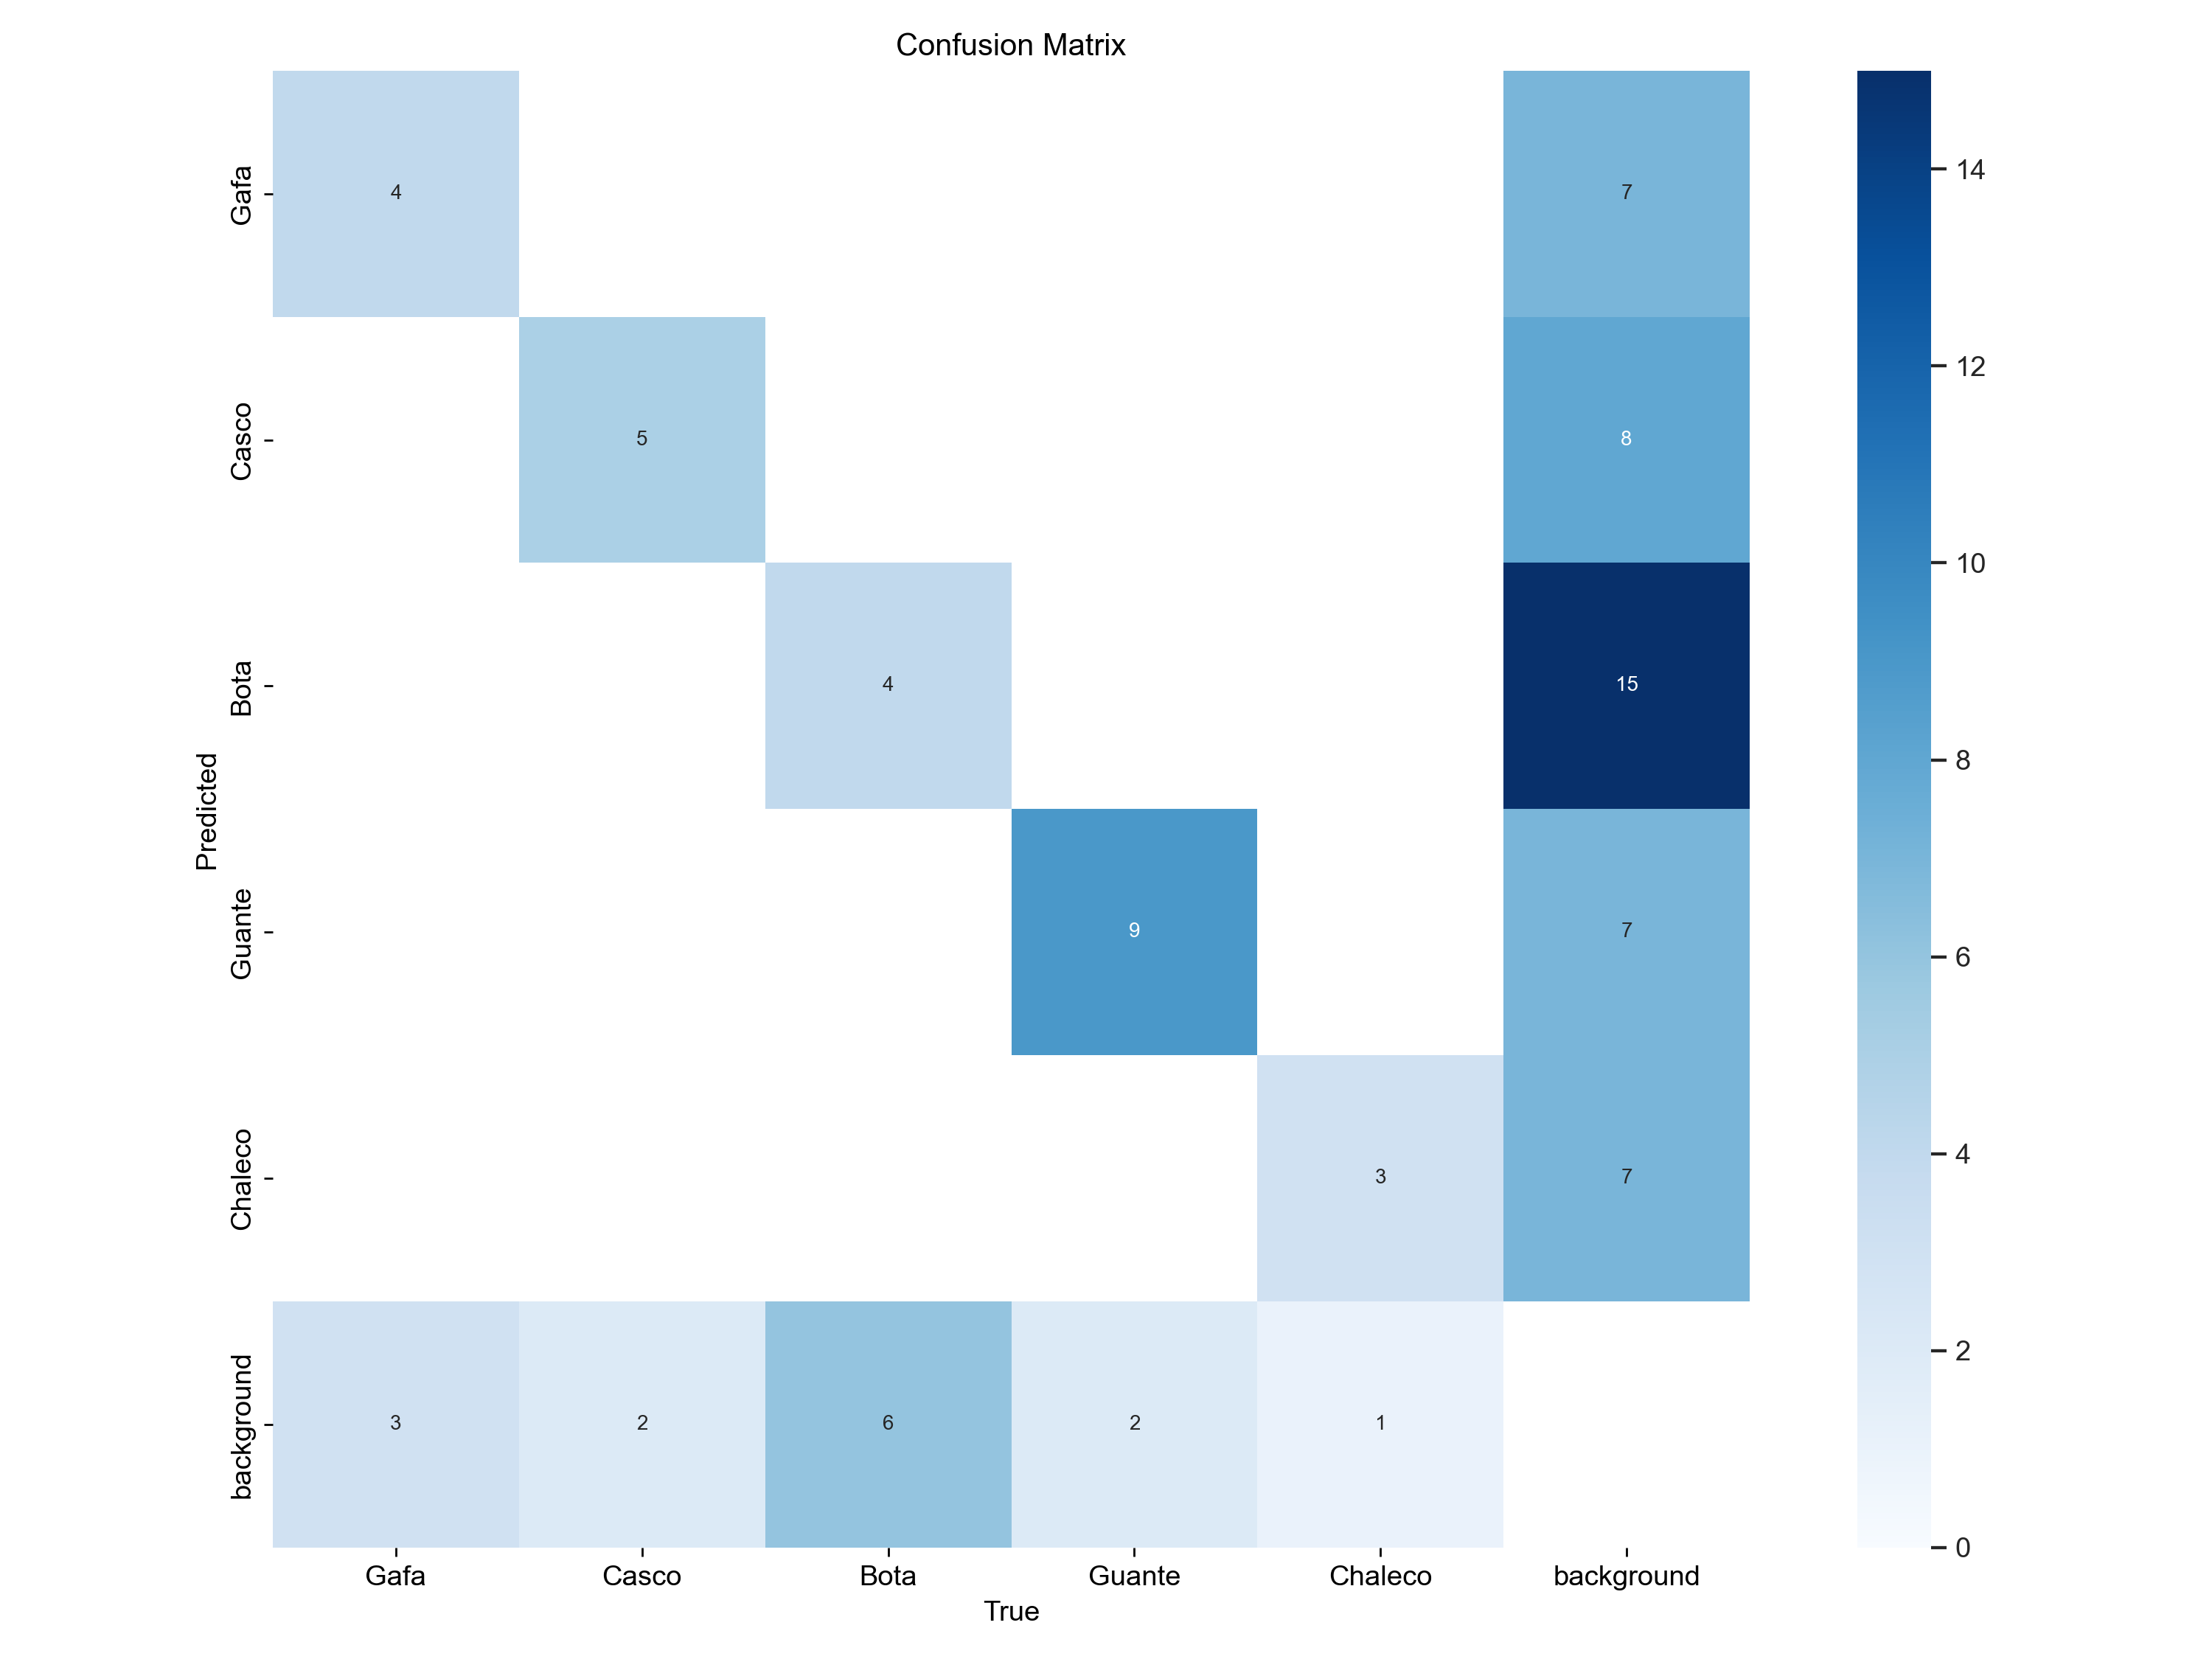 Confusion Matrix
Gafa
4
7
14
Casco
5
8
12
Bota
4
15
10
8
Predicted
Guante
9
7
6
Chaleco
3
7
4
background
3
2
6
2
1
2
0
Gafa Casco Bota Guante Chaleco background
True